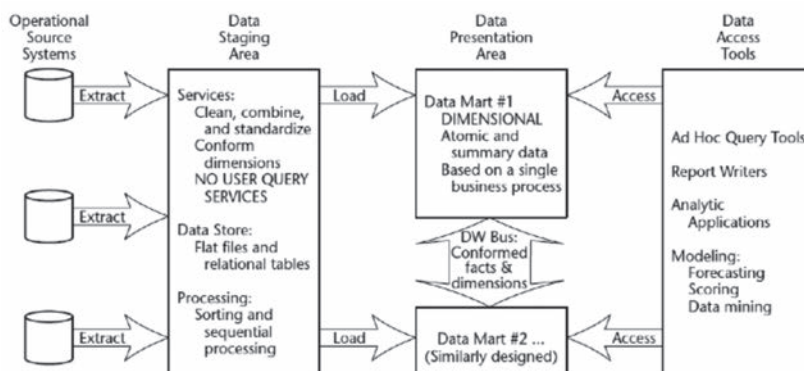 Operational
Source
Systems
Data
Staging
Area
Data
Presentation
Area
Data
Access
Tools
Extract
Extract
Extract
Services:
Clean, combine,
and standardize
Conform
dimensions
NO USER QUERY
SERVICES
Data Store:
Flat files and
relational tables
Processing:
Sorting and
sequential
processing
Load
Load
Data Mart #1
DIMENSIONAL
Atomic and
summary data
Based on a single
business process
DW Bus:
Conformed
facts &
dimensions
Data Mart #2 ...
(Similarly designed)
Access
Access
Ad Hoc Query Tools
Report Writers
Analytic
Applications
Modeling:
Forecasting
Scoring
Data mining